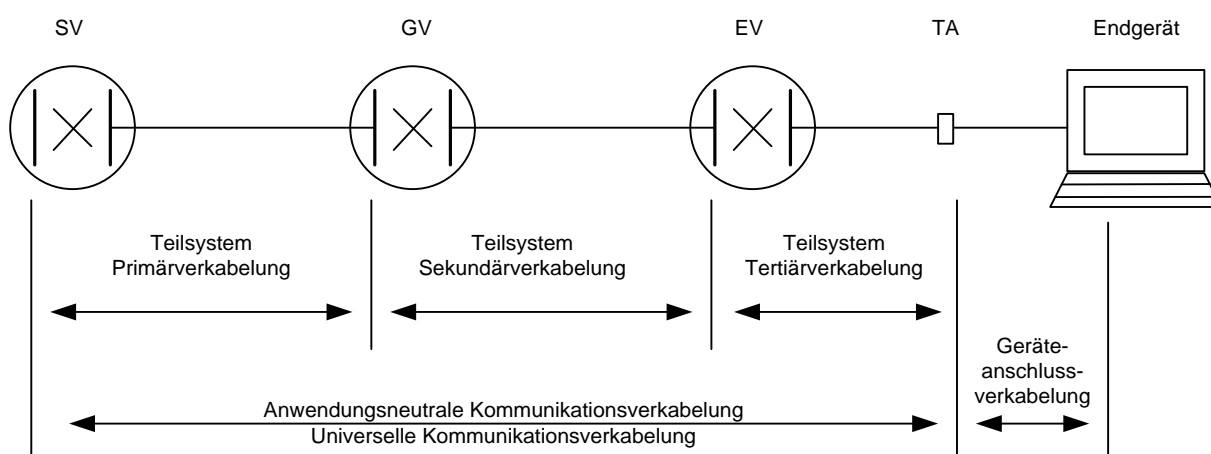 SV GV EV TA Endgerät
Teilsystem
Primärverkabelung
Teilsystem
Sekundärverkabelung
Teilsystem
Tertiärverkabelung
Geräte-
anschluss-
verkabelung
Anwendungsneutrale Kommunikationsverkabelung
Universelle Kommunikationsverkabelung